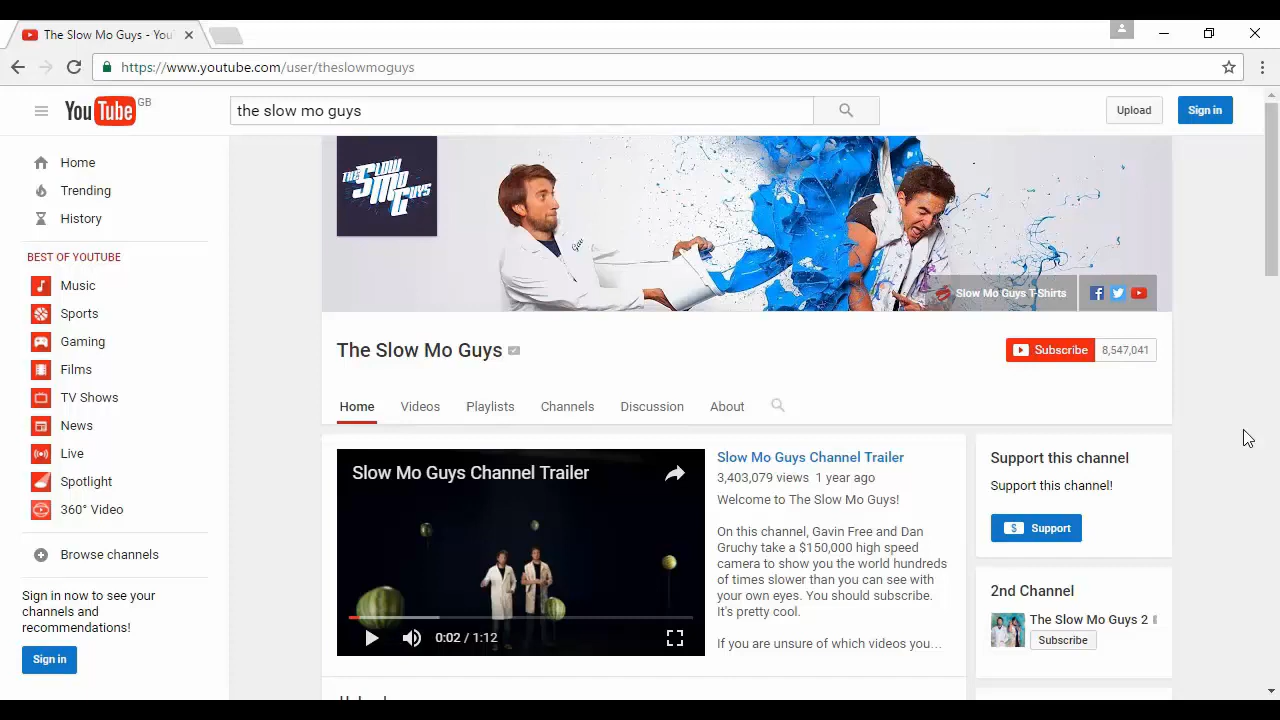 The Slow Mo Guys - You
https://www.youtube.com/user/theslowmoguys
YouTube GB
the slow mo guys
Upload
Sign in
Home
Trending
History
BEST OF YOUTUBE
Music
Sports
Gaming
Films
TV Shows
News
Live
Spotlight
360° Video
Browse channels
Sign in now to see your
channels and
recommendations!
Sign in
THE SLOW MO GUYS
Slow Mo Guys T-Shirts
The Slow Mo Guys
Subscribe 8,547,041
Home Videos Playlists Channels Discussion About
Slow Mo Guys Channel Trailer
0:02 / 1:12
Slow Mo Guys Channel Trailer
3,403,079 views 1 year ago
Welcome to The Slow Mo Guys!
On this channel, Gavin Free and Dan
Gruchy take a $150,000 high speed
camera to show you the world hundreds
of times slower than you can see with
your own eyes. You should subscribe.
It's pretty cool.
If you are unsure of which videos you...
Support this channel
Support this channel!
$ Support
2nd Channel
The Slow Mo Guys 2
Subscribe